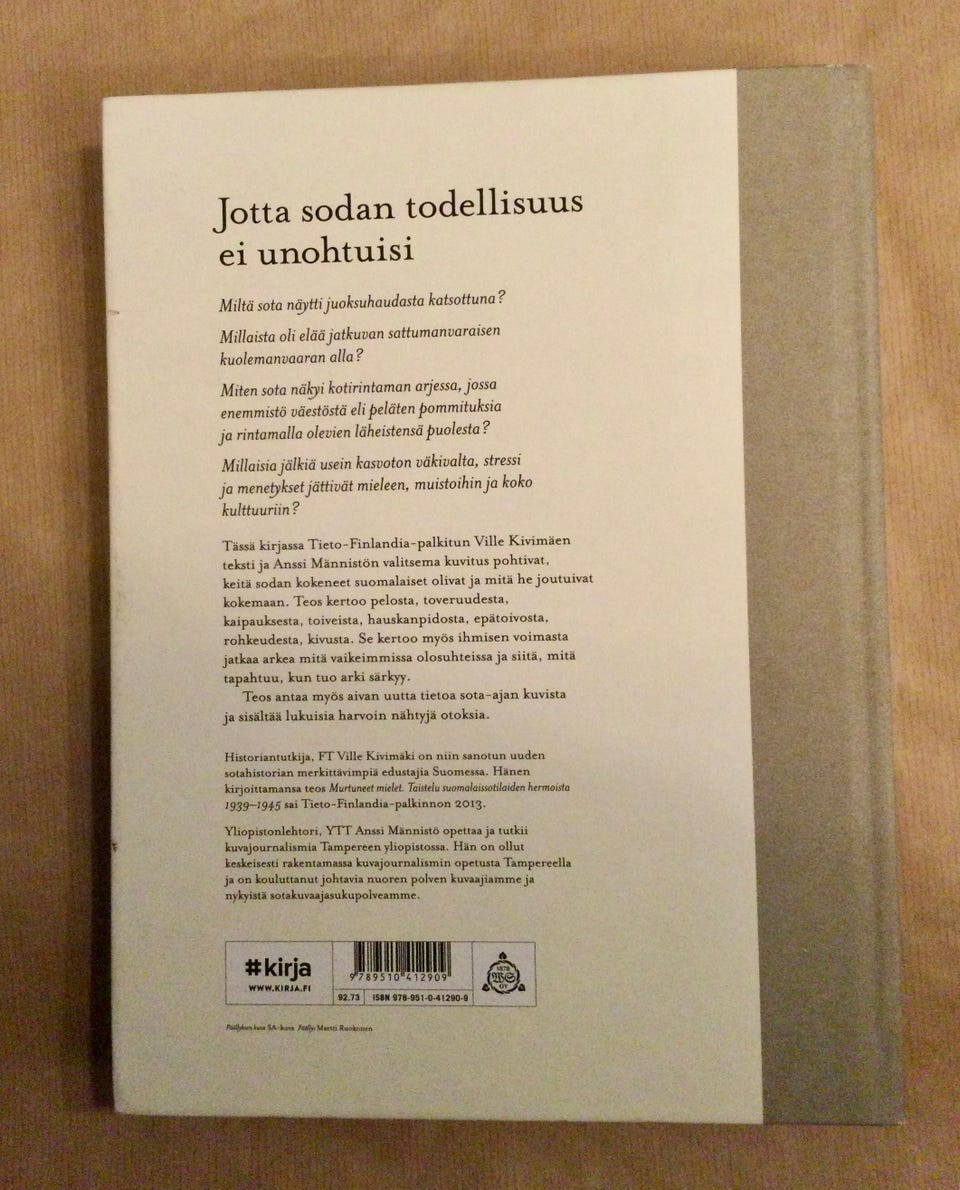 Jotta sodan todellisuus
ei unohtuisi
Miltä sota näytti juoksuhaudasta katsottuna?
Millaista oli elää jatkuvan sattumanvaraisen
kuolemanvaaran alla?
Miten sota näkyi kotirintaman arjessa, jossa
enemmistö väestöstä eli peläten pommituksia
ja rintamalla olevien läheistensä puolesta?
Millaisia jälkiä usein kasvoton väkivalta, stressi
ja menetykset jättivät mieleen, muistoihin ja koko
kulttuuriin?
Tässä kirjassa Tieto-Finlandia-palkitun Ville Kivimäen
teksti ja Anssi Männistön valitsema kuvitus pohtivat,
keitä sodan kokeneet suomalaiset olivat ja mitä he joutuivat
kokemaan. Teos kertoo pelosta, toveruudesta,
kaipauksesta, toiveista, hauskanpidosta, epätoivosta,
rohkeudesta, kivusta. Se kertoo myös ihmisen voimasta
jatkaa arkea mitä vaikeimmissa olosuhteissa ja siitä, mitä
tapahtuu, kun tuo arki särkyy.
Teos antaa myös aivan uutta tietoa sota-ajan kuvista
ja sisältää lukuisia harvoin nähtyjä otoksia.
Historiantutkija, FT Ville Kivimäki on niin sanotun uuden
sotahistorian merkittävimpiä edustajia Suomessa. Hänen
kirjoittamansa teos Murtuneet mielet. Taistelu suomalaissotilaiden hermoista
1939–1945 sai Tieto-Finlandia-palkinnon 2013.
Yliopistonlehtori, YTT Anssi Männistö opettaa ja tutkii
kuvajournalismia Tampereen yliopistossa. Hän on ollut
keskeisesti rakentamassa kuvajournalismin opetusta Tampereella
ja on kouluttanut johtavia nuoren polven kuvaajiamme ja
nykyistä sotakuvaajasukupolveamme.
#kirja
WWW.KIRJA.FI
9 789510 412909
92.73 ISBN 978-951-0-41290-9
1878
WS
OY
Päällyksen kuva SA-kuva Päällys Martti Ruokonen